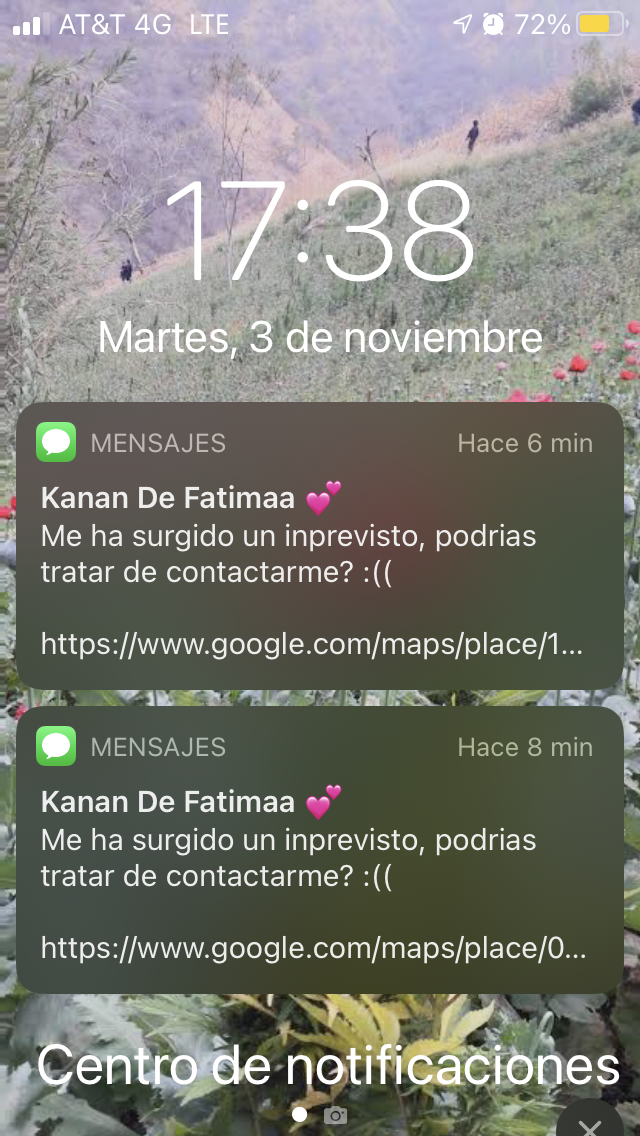 AT&T 4G LTE 72%
17:38
Martes, 3 de noviembre
MENSAJES Hace 6 min
Kanan De Fatimaa 💕
Me ha surgido un inprevisto, podrias
tratar de contactarme? :((
https://www.google.com/maps/place/1...
MENSAJES Hace 8 min
Kanan De Fatimaa 💕
Me ha surgido un inprevisto, podrias
tratar de contactarme? :((
https://www.google.com/maps/place/0...
Centro de notificaciones